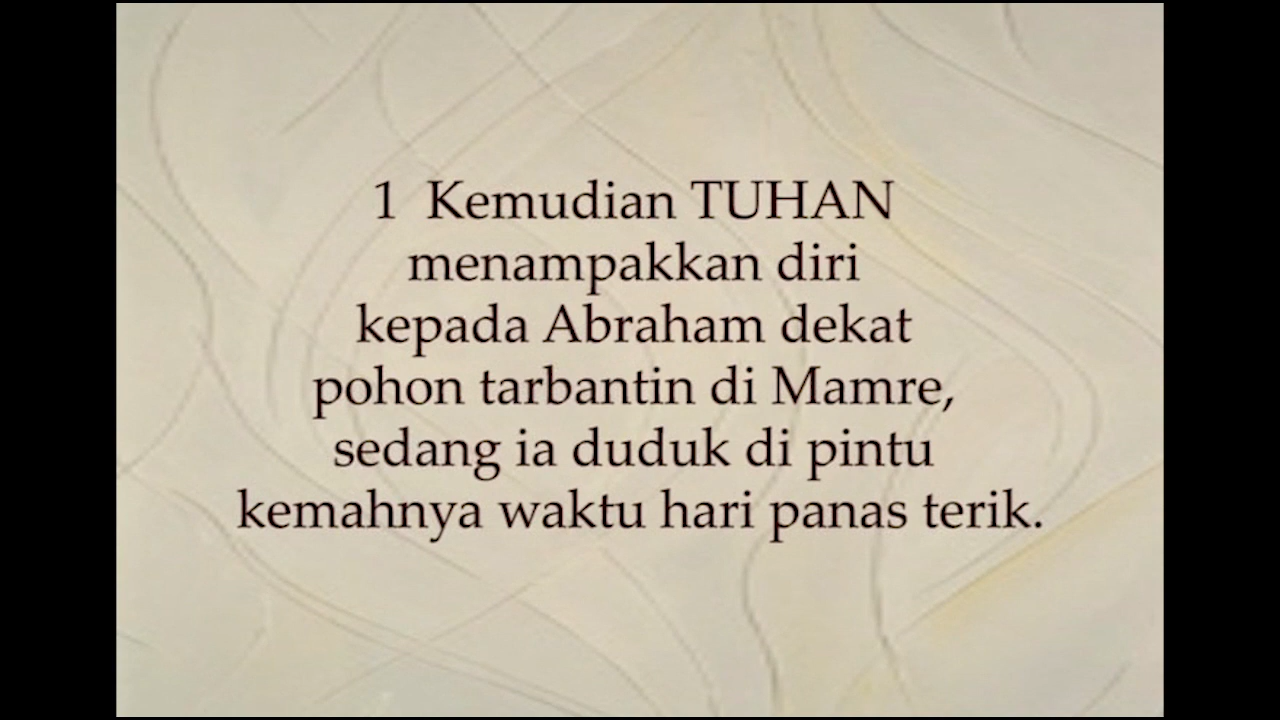 1 Kemudian TUHAN
menampakkan diri
kepada Abraham dekat
pohon tarbantin di Mamre,
sedang ia duduk di pintu
kemahnya waktu hari panas terik.